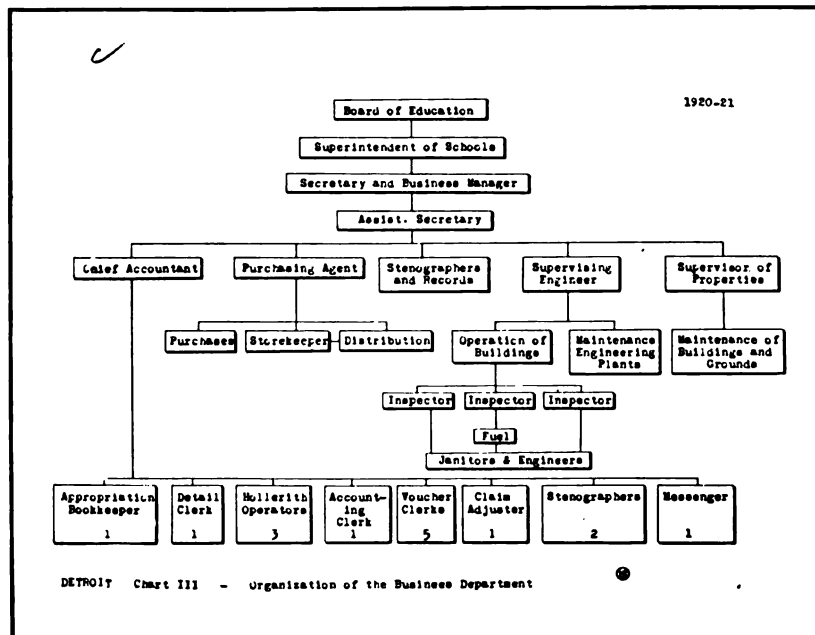 1920-21
Board of Education
Superintendent of Schools
Secretary and Business Manager
Assist. Secretary
Chief Accountant
Purchasing Agent
Stenographers
and Records
Supervising
Engineer
Supervisor of
Properties
Purchases
Storekeeper
Distribution
Operation of
Buildings
Maintenance
Engineering
Plants
Maintenance of
Buildings and
Grounds
Inspector
Inspector
Inspector
Fuel
Janitors & Engineers
Appropriation
Bookkeeper
1
Detail
Clerk
1
Hollerith
Operators
3
Account-
ing
Clerk
1
Voucher
Clerks
5
Claim
Adjuster
1
Stenographers
2
Messenger
1
DETROIT Chart III - Organization of the Business Department